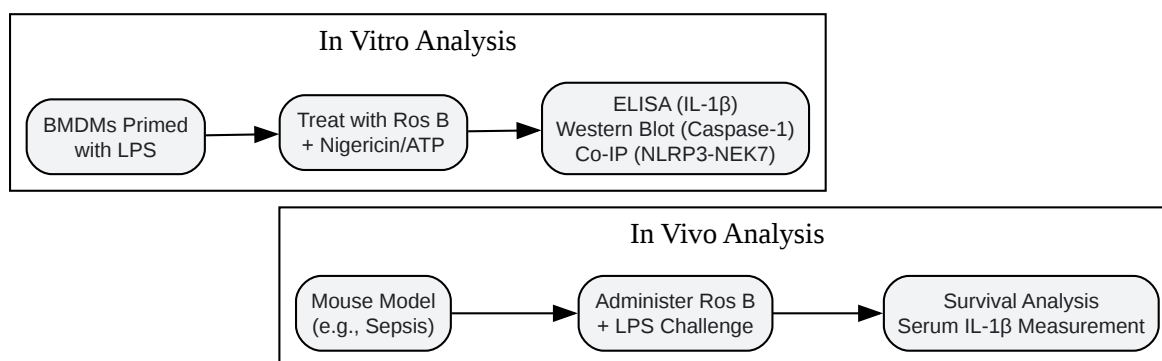 In Vitro Analysis
BMDMs Primed
with LPS
Treat with Ros B
+ Nigericin/ATP
ELISA (IL-1β)
Western Blot (Caspase-1)
Co-IP (NLRP3-NEK7)
In Vivo Analysis
Mouse Model
(e.g., Sepsis)
Administer Ros B
+ LPS Challenge
Survival Analysis
Serum IL-1β Measurement